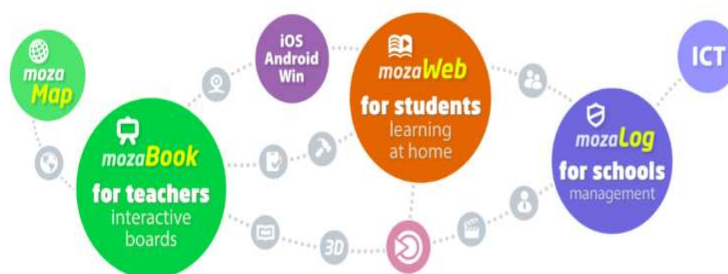 moza
Map
mozaBook
for teachers
interactive
boards
iOS
Android
Win
mozaWeb
for students
learning
at home
3D
mozaLog
for schools
management
ICT